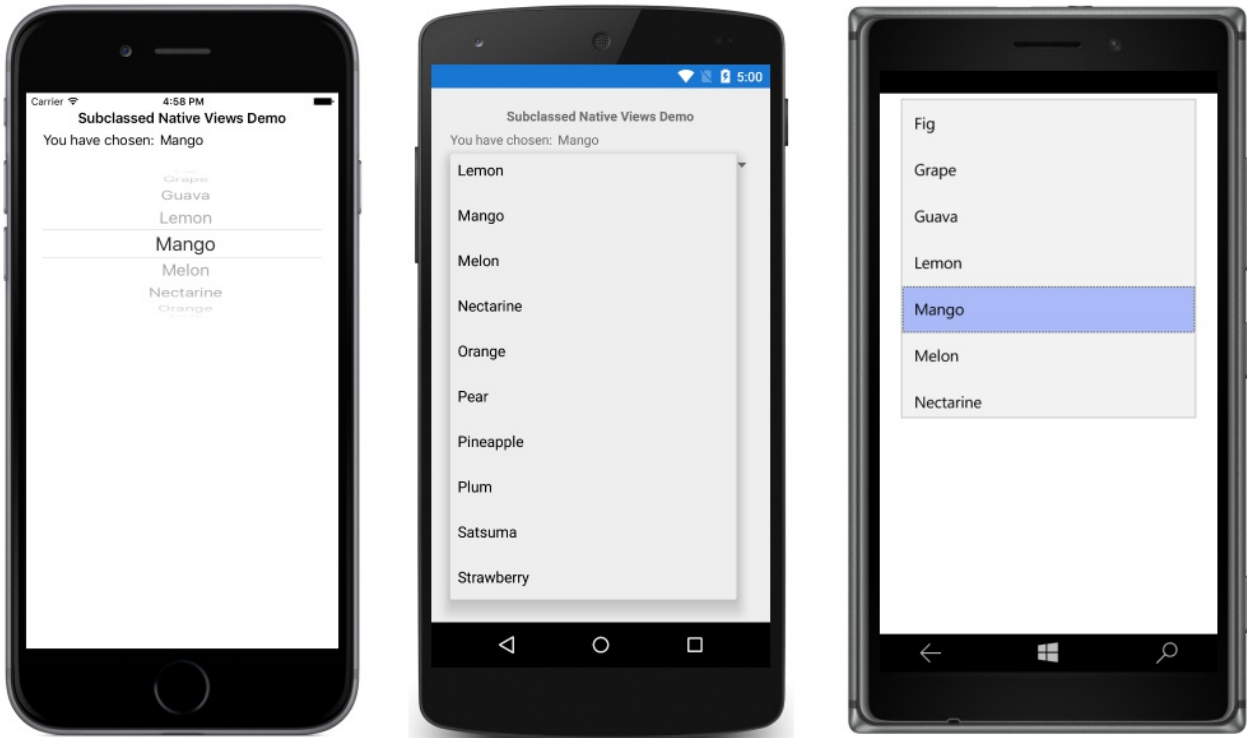 Carrier 4:58 PM
Subclassed Native Views Demo
You have chosen: Mango
Grape
Guava
Lemon
Mango
Melon
Nectarine
Orange
5:00
Subclassed Native Views Demo
You have chosen: Mango
Lemon
Mango
Melon
Nectarine
Orange
Pear
Pineapple
Plum
Satsuma
Strawberry
Fig
Grape
Guava
Lemon
Mango
Melon
Nectarine